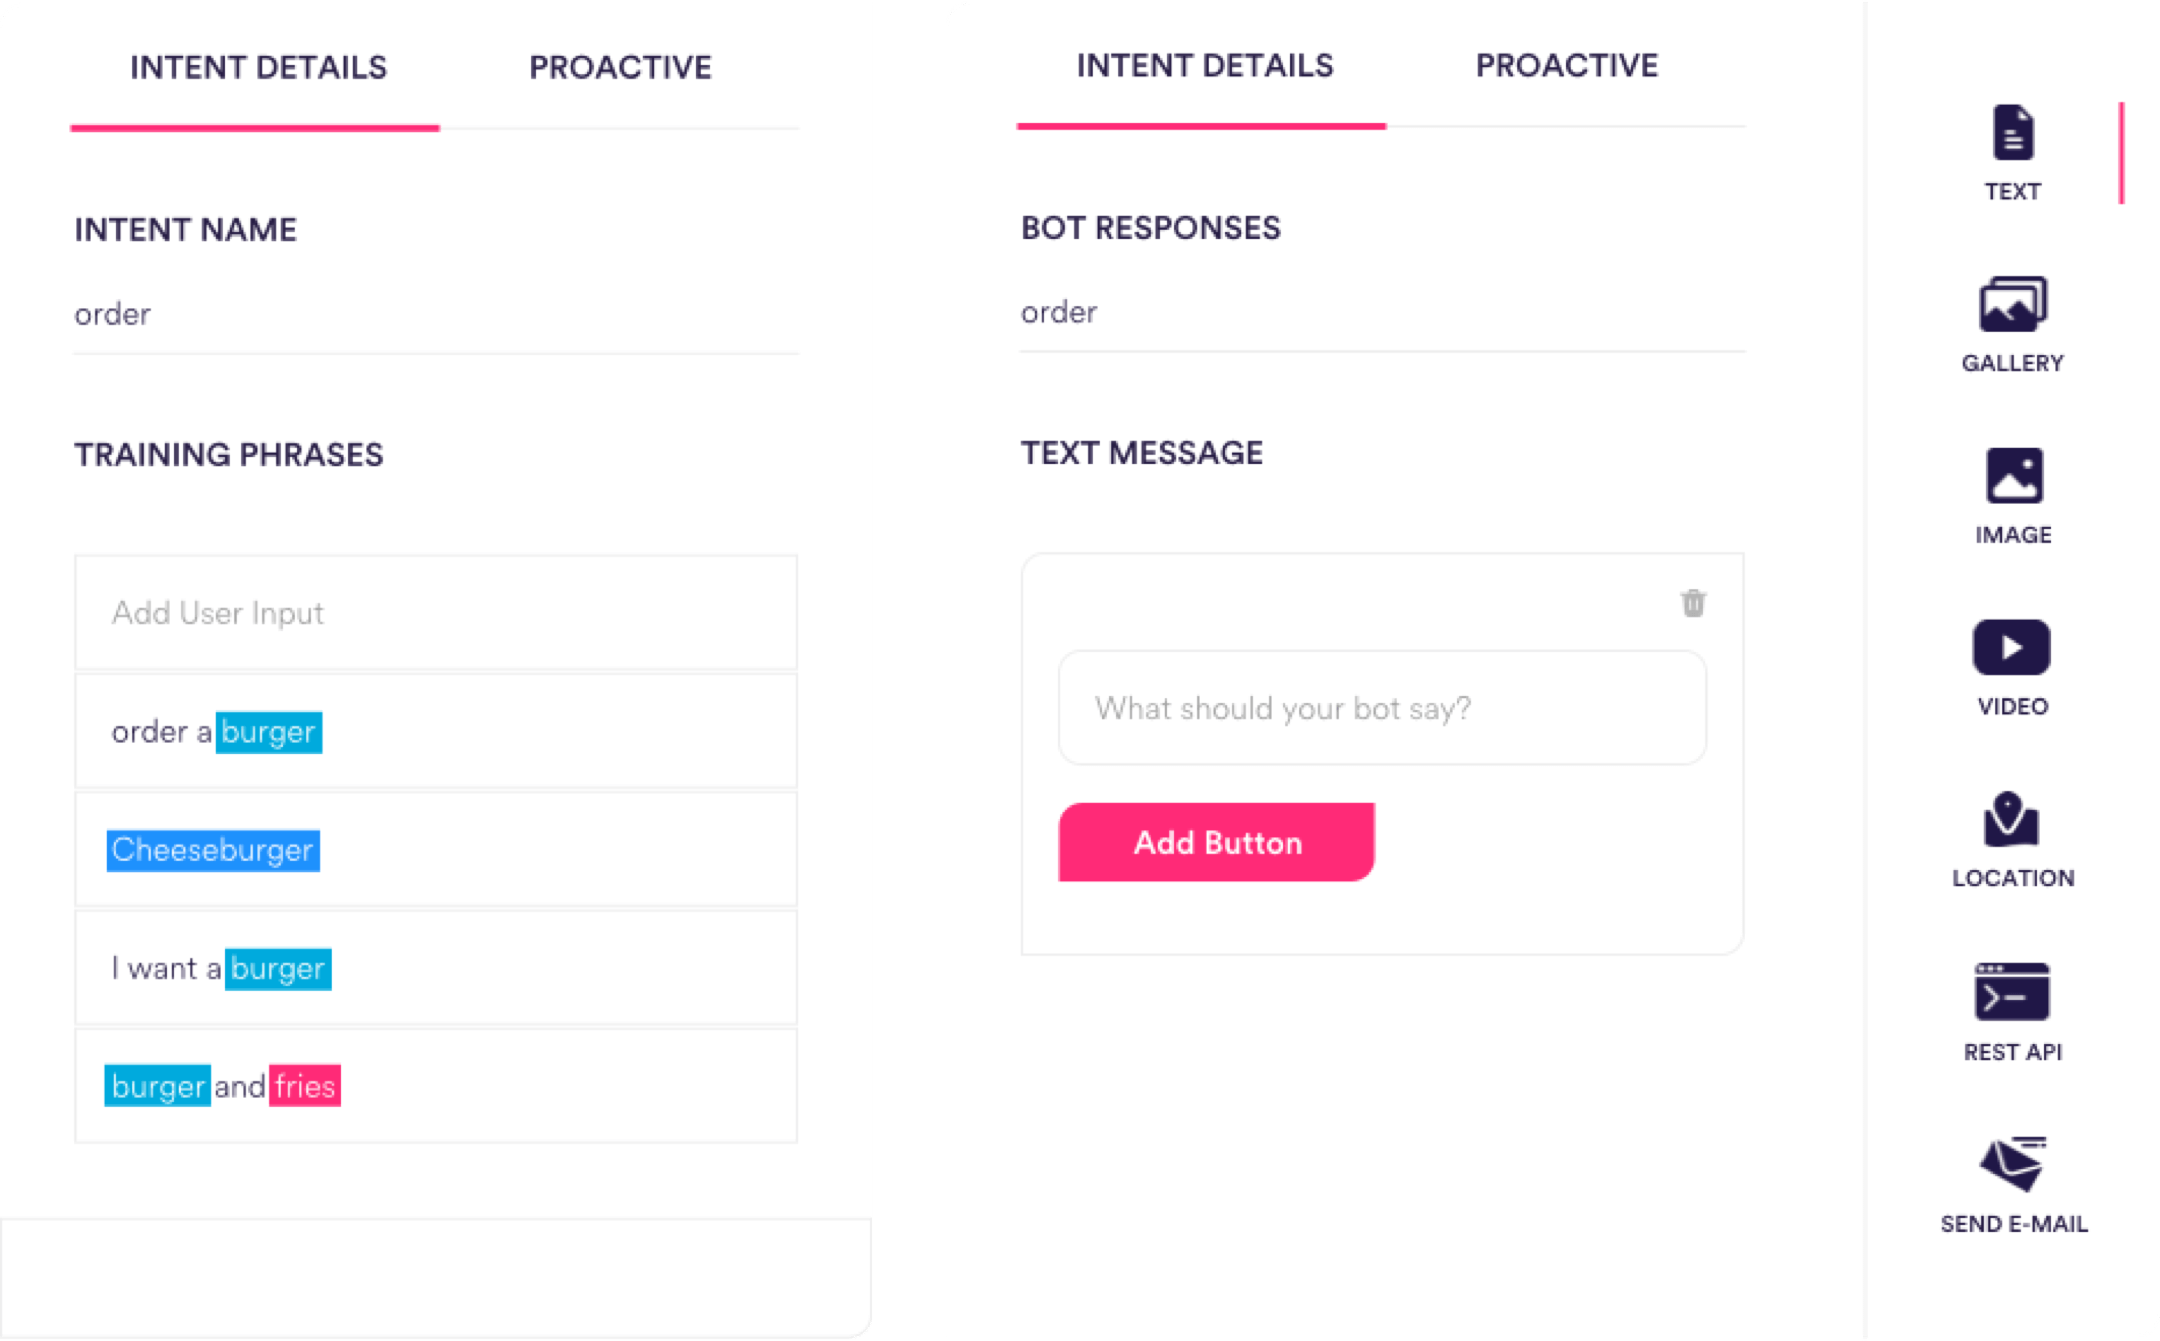 INTENT DETAILS PROACTIVE
INTENT NAME
order
TRAINING PHRASES
Add User Input
order a burger
Cheeseburger
I want a burger
burger and fries
INTENT DETAILS PROACTIVE
BOT RESPONSES
order
TEXT MESSAGE
What should your bot say?
Add Button
TEXT
GALLERY
IMAGE
VIDEO
LOCATION
REST API
SEND E-MAIL